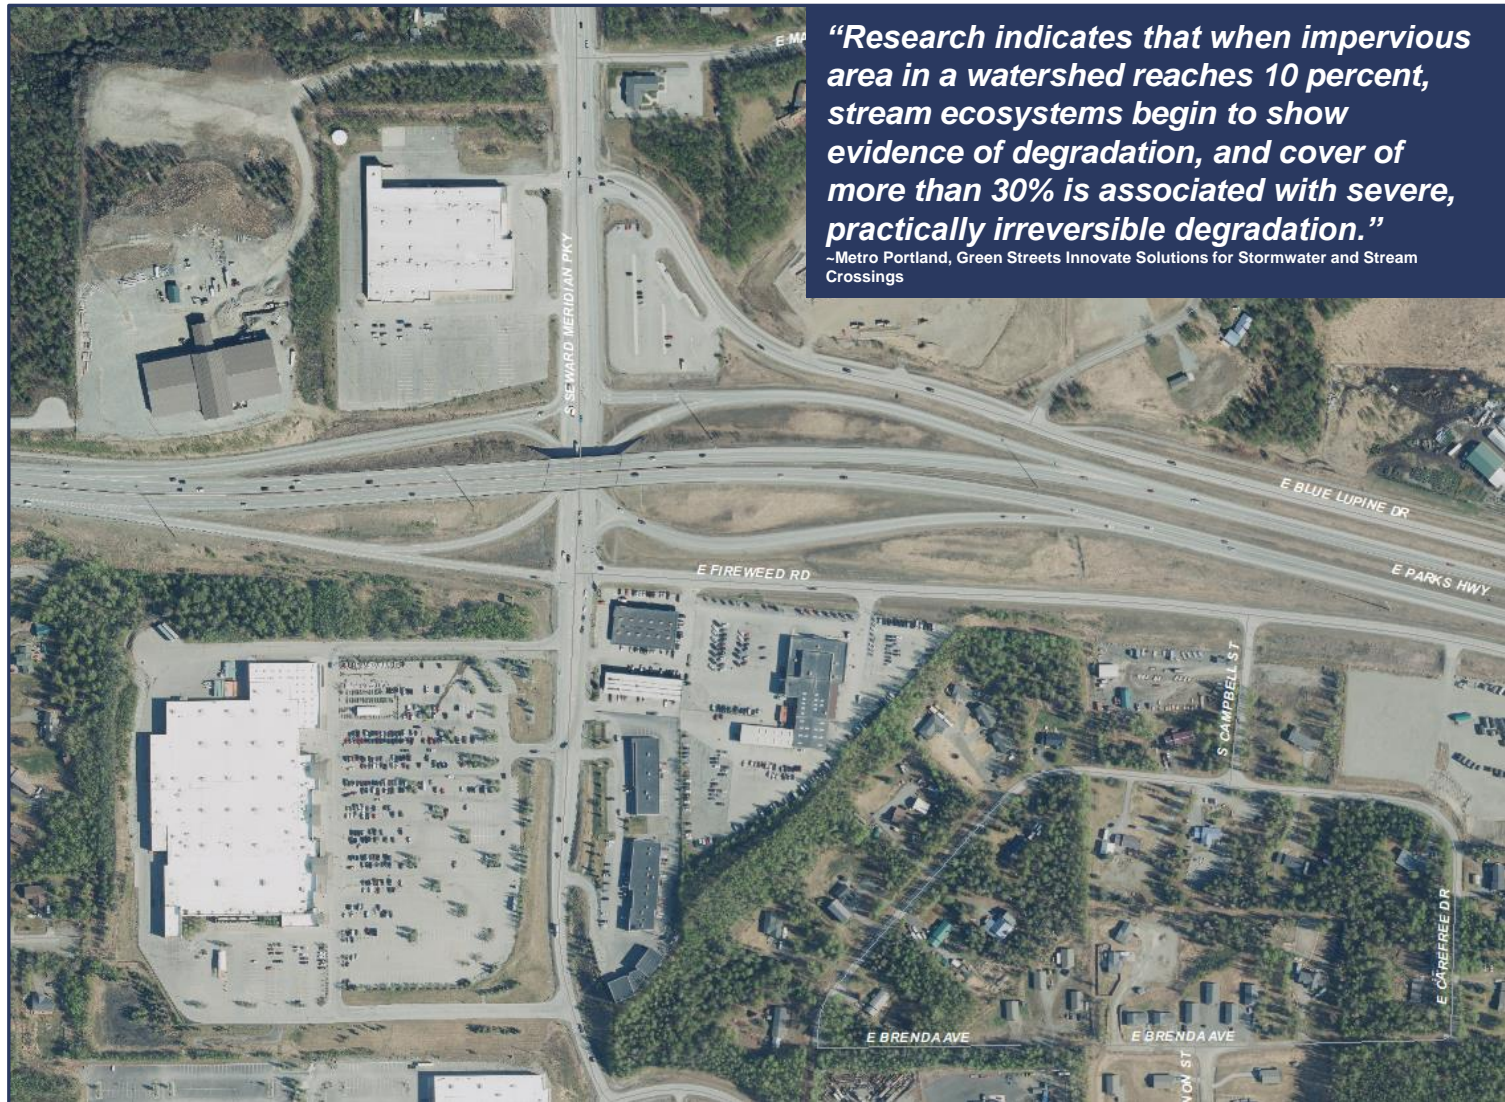 “Research indicates that when impervious
area in a watershed reaches 10 percent,
stream ecosystems begin to show
evidence of degradation, and cover of
more than 30% is associated with severe,
practically irreversible degradation.”
~Metro Portland, Green Streets Innovate Solutions for Stormwater and Stream
Crossings
S SEWARD MERIDIAN PKY
E BLUE LUPINE DR
E PARKS HWY
E FIREWEED RD
S CAMPBELL ST
E CAREFREE DR
E BRENDA AVE
E BRENDA AVE